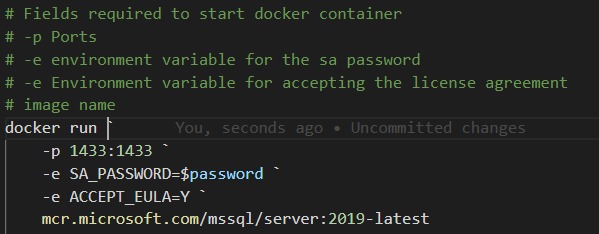 # Fields required to start docker container
# -p Ports
# -e environment variable for the sa password
# -e Environment variable for accepting the license agreement
# image name
docker run ` You, seconds ago • Uncommitted changes
-p 1433:1433 `
-e SA_PASSWORD=$password `
-e ACCEPT_EULA=Y `
mcr.microsoft.com/mssql/server:2019-latest